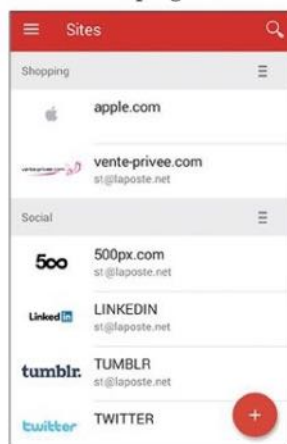 Sites
Shopping
apple.com
vente-privee.com
st@laposte.net
Social
500
500px.com
st@laposte.net
Linked in
LINKEDIN
st@laposte.net
tumblr.
TUMBLR
st@laposte.net
twitter
TWITTER
+